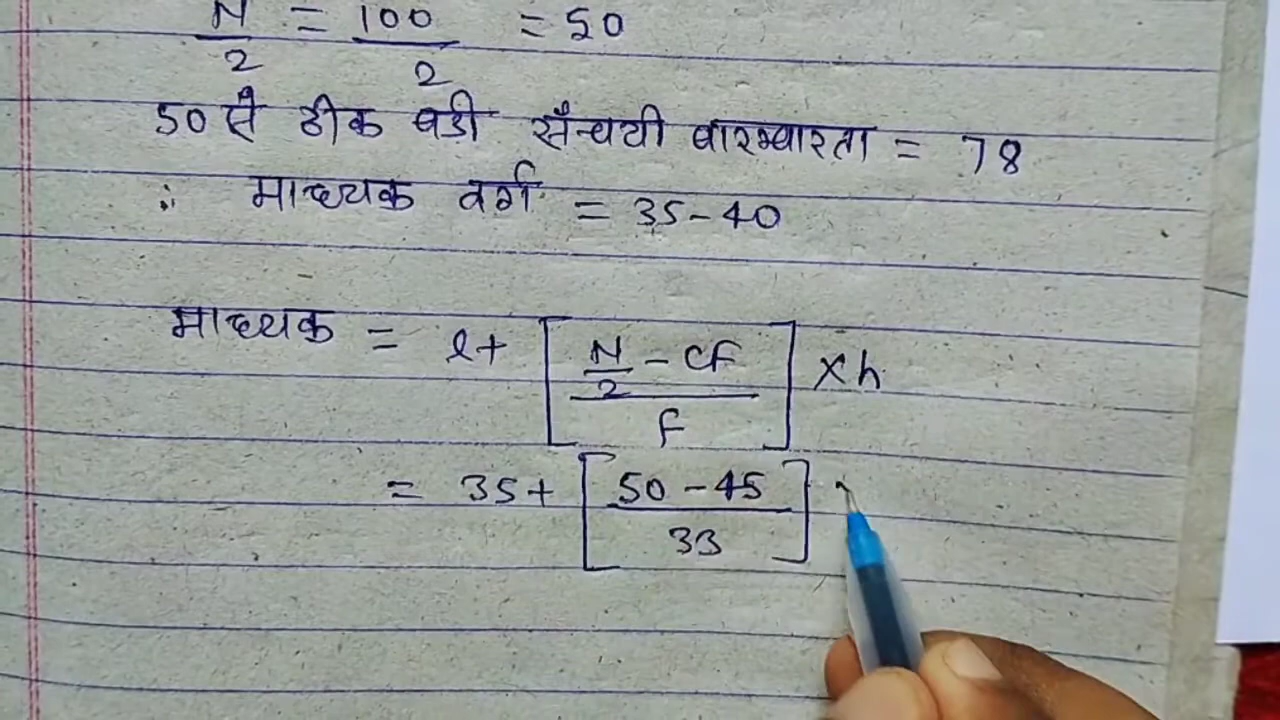 N/2 = 100/2 = 50
50 से ठीक बडी सँन्चयी बारम्बारता = 78
∴ माध्यक वर्ग = 35-40
माध्यक = l+ [(N/2 - CF)/F] × h
= 35+ [(50 - 45)/33]